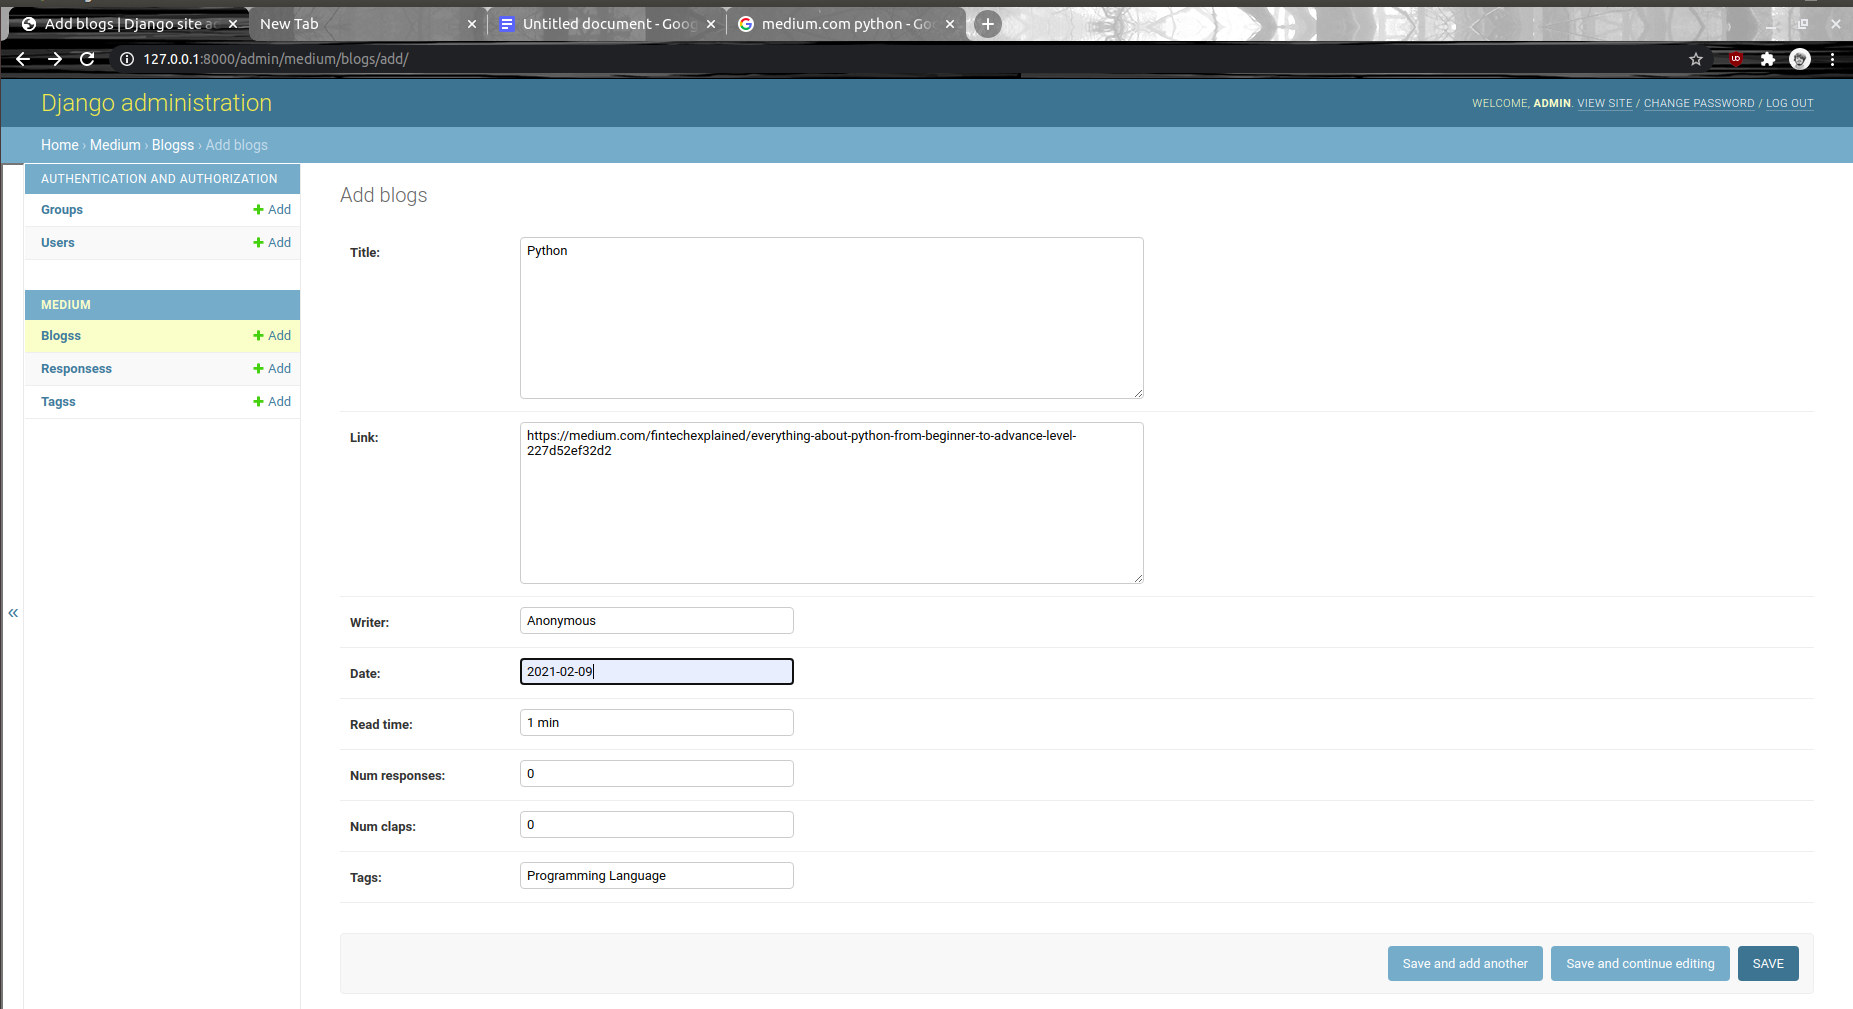 Add blogs | Django site a
New Tab
Untitled document - Goog
medium.com python - Go
127.0.0.1:8000/admin/medium/blogs/add/
Django administration
WELCOME, ADMIN. VIEW SITE / CHANGE PASSWORD / LOG OUT
Home › Medium › Blogss › Add blogs
AUTHENTICATION AND AUTHORIZATION
Groups
Add
Users
Add
MEDIUM
Blogss
Add
Responsess
Add
Tagss
Add
«
Add blogs
Title:
Python
Link:
https://medium.com/fintechexplained/everything-about-python-from-beginner-to-advance-level-
227d52ef32d2
Writer:
Anonymous
Date:
2021-02-09
Read time:
1 min
Num responses:
0
Num claps:
0
Tags:
Programming Language
Save and add another
Save and continue editing
SAVE